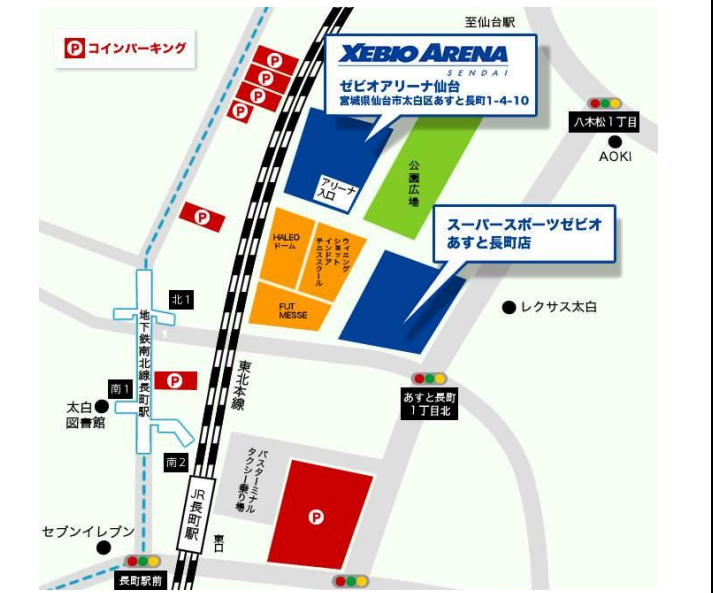 至仙台駅
P コインパーキング
XEBIO ARENA
SENDAI
ゼビオアリーナ仙台
宮城県仙台市太白区あすと長町1-4-10
P
P
P
P
八木松1丁目
AOKI
公園広場
アリーナ
入口
P
スーパースポーツゼビオ
あすと長町店
HALEO
ドーム
ウィニング
ショット
インドア
テニススクール
北1
FUT
MESSE
レクサス太白
1
地下鉄南北線長町駅
東北本線
P
南1
太白
図書館
あすと長町
1丁目北
南2
バスターミナル
タクシー乗り場
JR長町駅
P
セブンイレブン
東口
長町駅前